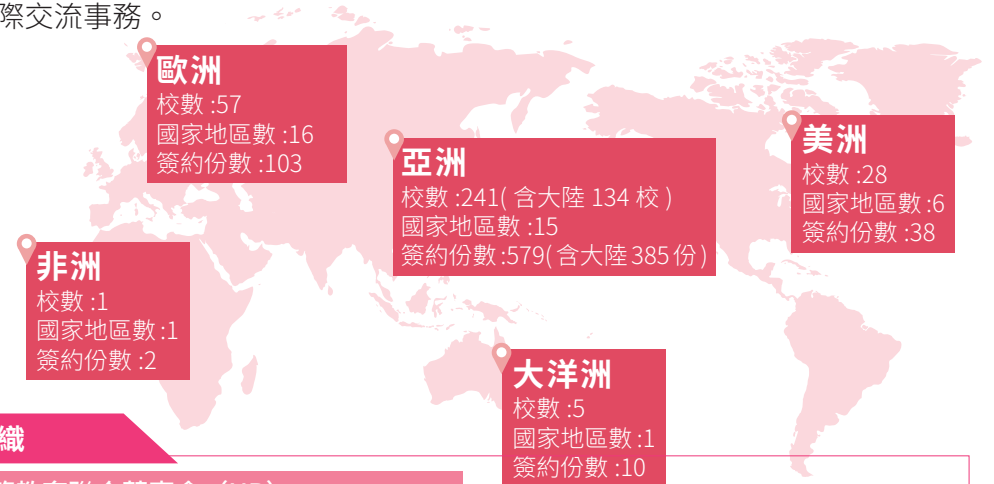 際交流事務。
歐洲
校數 :57
國家地區數 :16
簽約份數 :103
亞洲
校數 :241( 含大陸 134 校 )
國家地區數 :15
簽約份數 :579( 含大陸 385 份 )
美洲
校數 :28
國家地區數 :6
簽約份數 :38
非洲
校數 :1
國家地區數 :1
簽約份數 :2
大洋洲
校數 :5
國家地區數 :1
簽約份數 :10
織